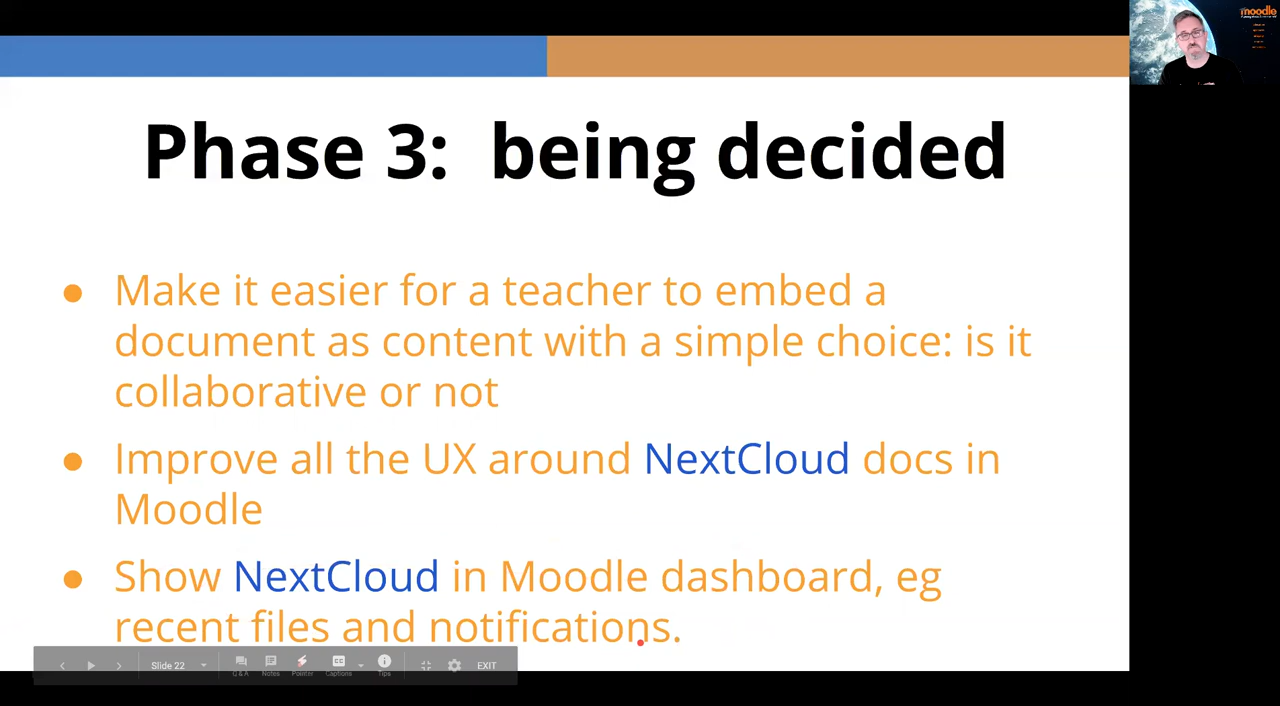 moodle
Phase 3: being decided
● Make it easier for a teacher to embed a
document as content with a simple choice: is it
collaborative or not
● Improve all the UX around NextCloud docs in
Moodle
● Show NextCloud in Moodle dashboard, eg
recent files and notifications.
Slide 22
Q & A
Notes
Pointer
CC
Captions
Tips
EXIT